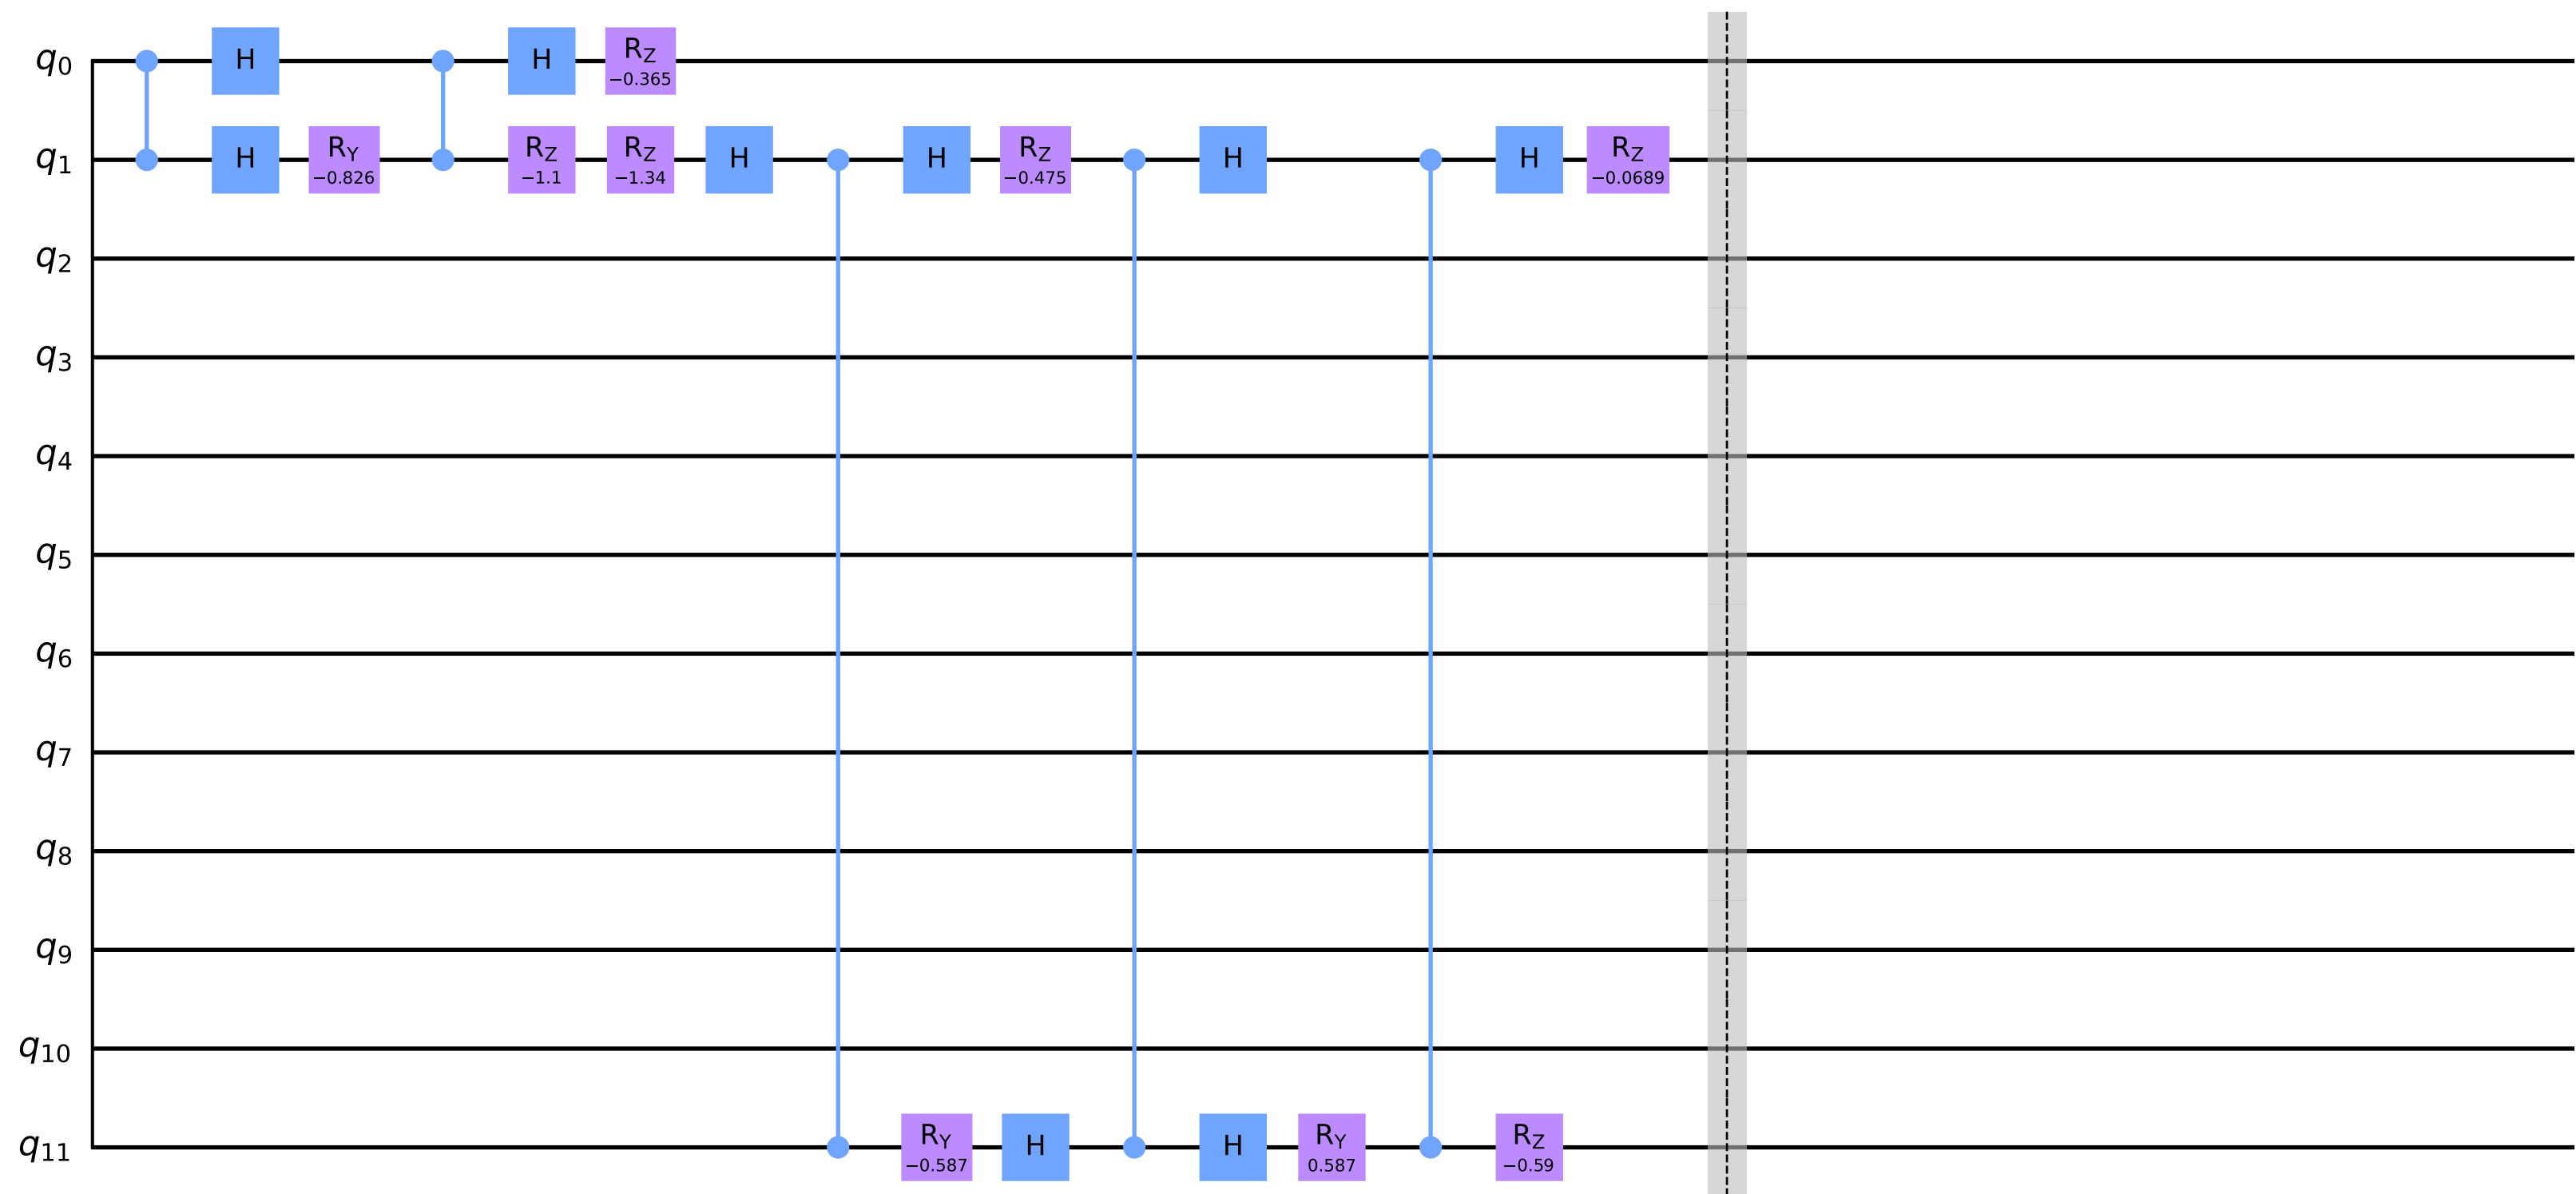 q0 H H RZ −0.365
q1 H RY −0.826 RZ −1.1 RZ −1.34 H H RZ −0.475 H H RZ −0.0689
q2
q3
q4
q5
q6
q7
q8
q9
q10
q11 RY −0.587 H H RY 0.587 RZ −0.59